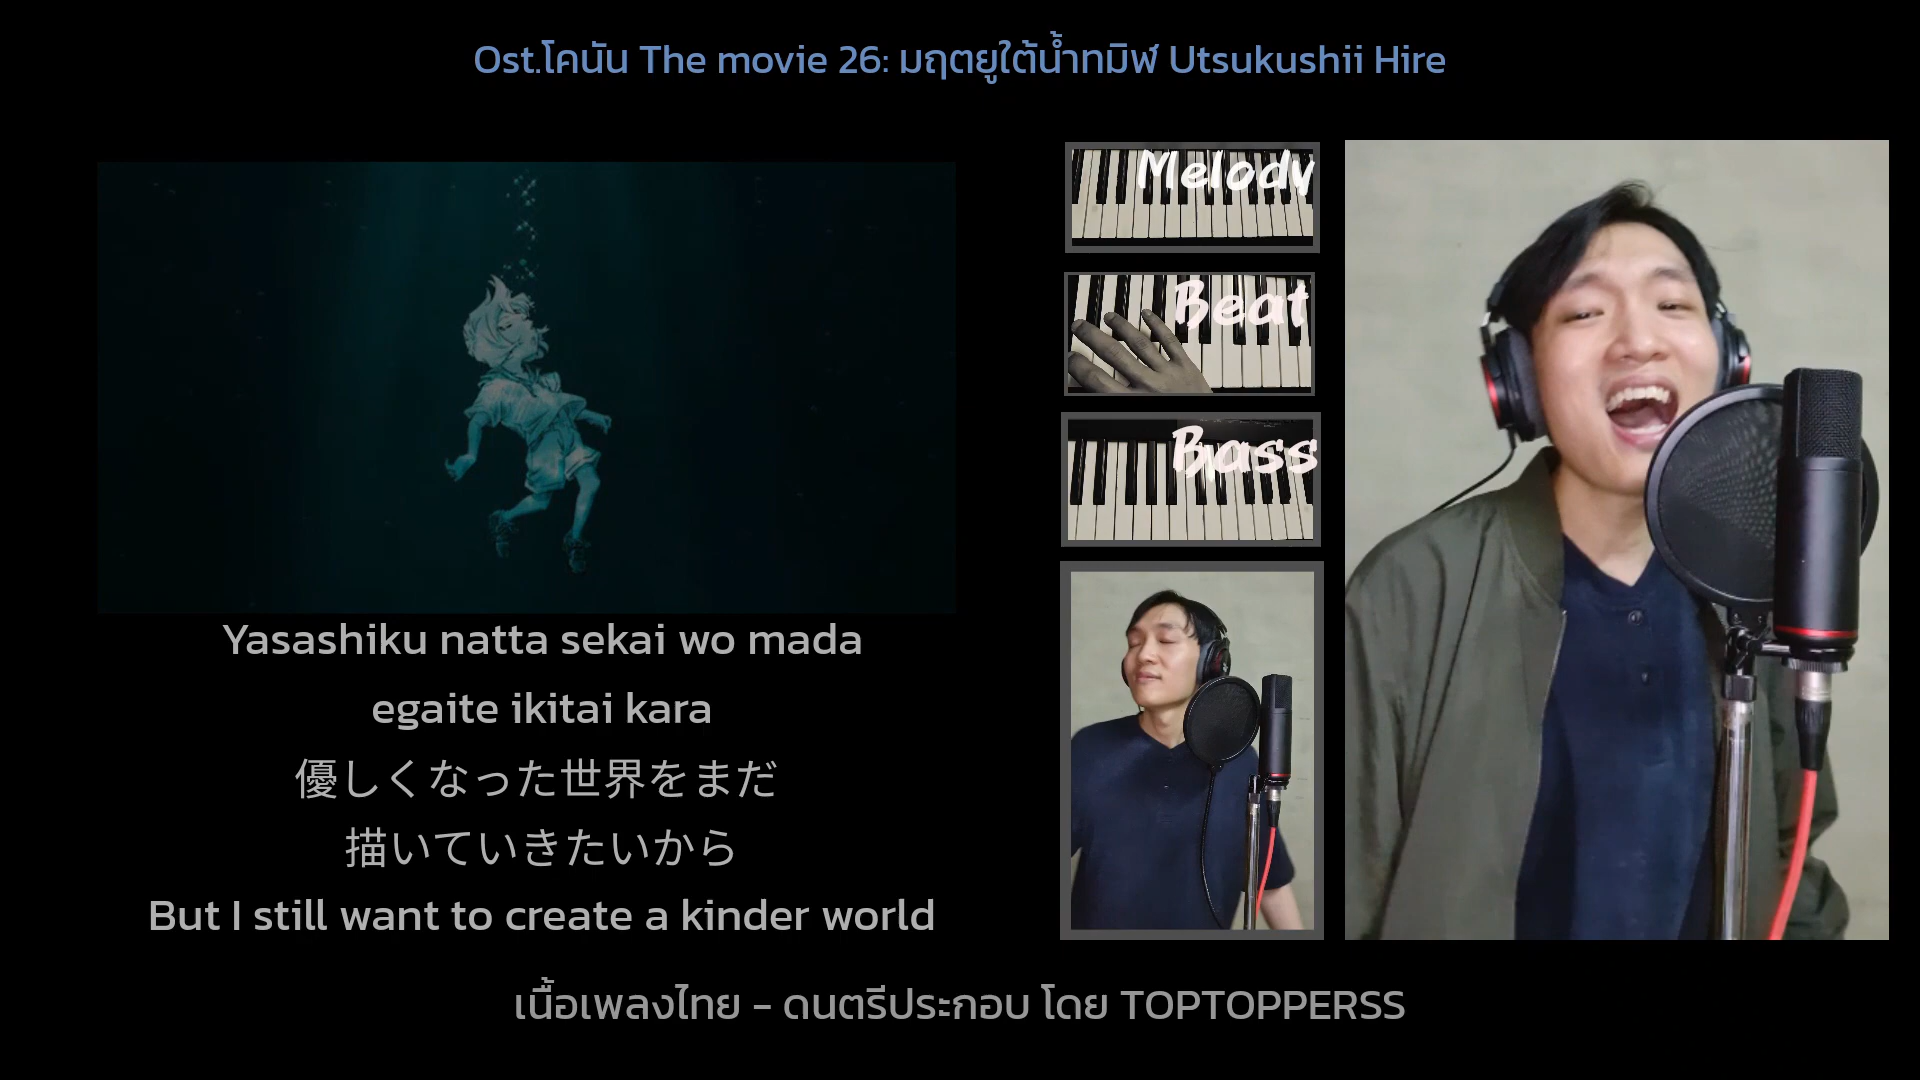 Ost.โคนัน The movie 26: มฤตยูใต้น้ำทมิฬ Utsukushii Hire
Melody
Beat
Bass
Yasashiku natta sekai wo mada
egaite ikitai kara
優しくなった世界をまだ
描いていきたいから
But I still want to create a kinder world
เนื้อเพลงไทย - ดนตรีประกอบ โดย TOPTOPPERSS